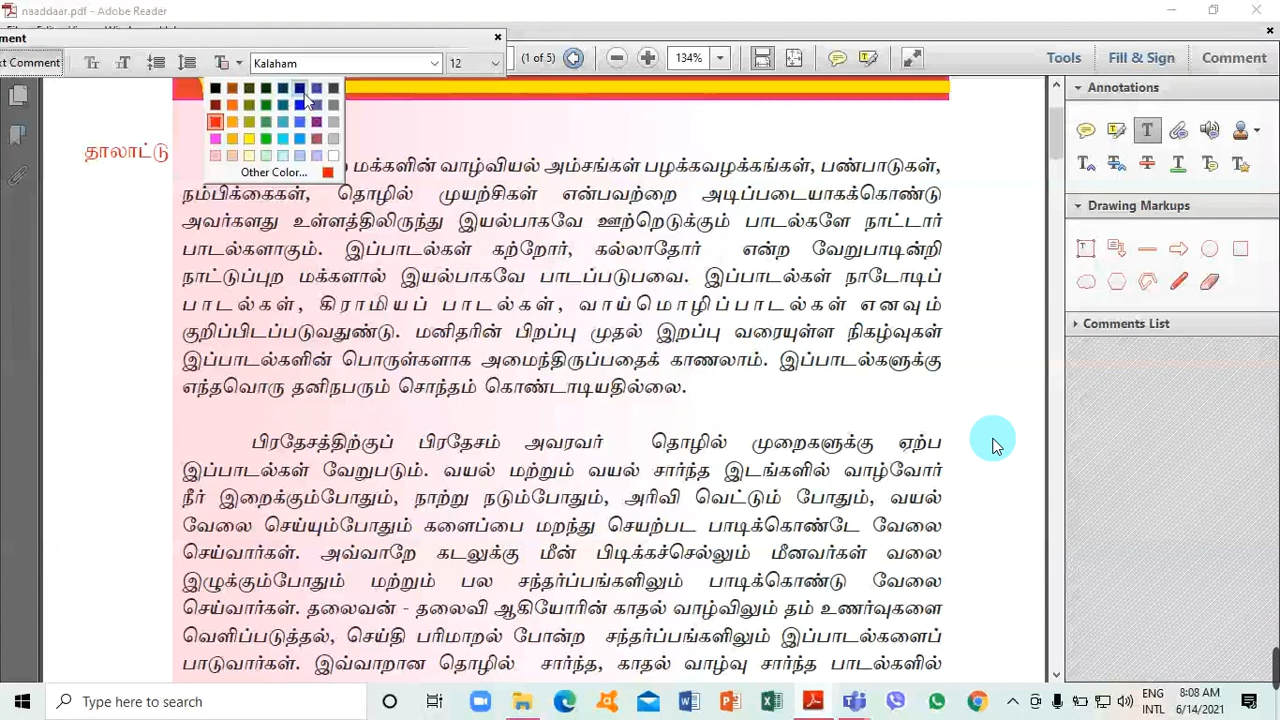 naaddaar.pdf - Adobe Reader
ment
xt Comment
Kalaham
12
(1 of 5)
134%
Tools
Fill & Sign
Comment
Other Color...
Annotations
Drawing Markups
Comments List
தாலாட்டு
மக்களின் வாழ்வியல் அம்சங்கள் பழக்கவழக்கங்கள், பண்பாடுகள்,
நம்பிக்கைகள், தொழில் முயற்சிகள் என்பவற்றை அடிப்படையாகக்கொண்டு
அவர்களது உள்ளத்திலிருந்து இயல்பாகவே ஊற்றெடுக்கும் பாடல்களே நாட்டார்
பாடல்களாகும். இப்பாடல்கள் கற்றோர், கல்லாதோர் என்ற வேறுபாடின்றி
நாட்டுப்புற மக்களால் இயல்பாகவே பாடப்படுபவை. இப்பாடல்கள் நாடோடிப்
பாடல்கள், கிராமியப் பாடல்கள், வாய்மொழிப்பாடல்கள் எனவும்
குறிப்பிடப்படுவதுண்டு. மனிதரின் பிறப்பு முதல் இறப்பு வரையுள்ள நிகழ்வுகள்
இப்பாடல்களின் பொருள்களாக அமைந்திருப்பதைக் காணலாம். இப்பாடல்களுக்கு
எந்தவொரு தனிநபரும் சொந்தம் கொண்டாடியதில்லை.
பிரதேசத்திற்குப் பிரதேசம் அவரவர் தொழில் முறைகளுக்கு ஏற்ப
இப்பாடல்கள் வேறுபடும். வயல் மற்றும் வயல் சார்ந்த இடங்களில் வாழ்வோர்
நீர் இறைக்கும்போதும், நாற்று நடும்போதும், அரிவி வெட்டும் போதும், வயல்
வேலை செய்யும்போதும் களைப்பை மறந்து செயற்பட பாடிக்கொண்டே வேலை
செய்வார்கள். அவ்வாறே கடலுக்கு மீன் பிடிக்கச்செல்லும் மீனவர்கள் வலை
இழுக்கும்போதும் மற்றும் பல சந்தர்ப்பங்களிலும் பாடிக்கொண்டு வேலை
செய்வார்கள். தலைவன் - தலைவி ஆகியோரின் காதல் வாழ்விலும் தம் உணர்வுகளை
வெளிப்படுத்தல், செய்தி பரிமாறல் போன்ற சந்தர்ப்பங்களிலும் இப்பாடல்களைப்
பாடுவார்கள். இவ்வாறான தொழில் சார்ந்த, காதல் வாழ்வு சார்ந்த பாடல்களில்
Type here to search
ENG
INTL
8:08 AM
6/14/2021